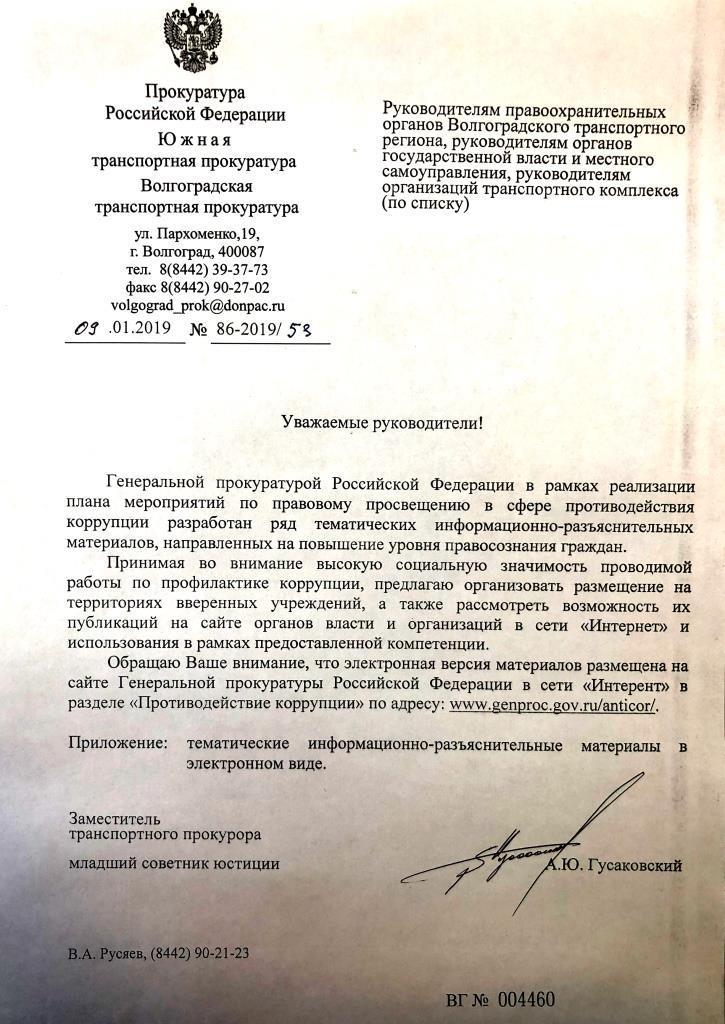 Прокуратура
Российской Федерации
Южная
транспортная прокуратура
Волгоградская
транспортная прокуратура
ул. Пархоменко,19,
г. Волгоград, 400087
тел. 8(8442) 39-37-73
факс 8(8442) 90-27-02
volgograd_prok@donpac.ru
09 .01.2019 № 86-2019/ 53
Руководителям правоохранительных
органов Волгоградского транспортного
региона, руководителям органов
государственной власти и местного
самоуправления, руководителям
организаций транспортного комплекса
(по списку)
Уважаемые руководители!
Генеральной прокуратурой Российской Федерации в рамках реализации
плана мероприятий по правовому просвещению в сфере противодействия
коррупции разработан ряд тематических информационно-разъяснительных
материалов, направленных на повышение уровня правосознания граждан.
Принимая во внимание высокую социальную значимость проводимой
работы по профилактике коррупции, предлагаю организовать размещение на
территориях вверенных учреждений, а также рассмотреть возможность их
публикаций на сайте органов власти и организаций в сети «Интернет» и
использования в рамках предоставленной компетенции.
Обращаю Ваше внимание, что электронная версия материалов размещена на
сайте Генеральной прокуратуры Российской Федерации в сети «Интерент» в
разделе «Противодействие коррупции» по адресу: www.genproc.gov.ru/anticor/.
Приложение: тематические информационно-разъяснительные материалы в
электронном виде.
Заместитель
транспортного прокурора
младший советник юстиции
А.Ю. Гусаковский
В.А. Русяев, (8442) 90-21-23
ВГ № 004460